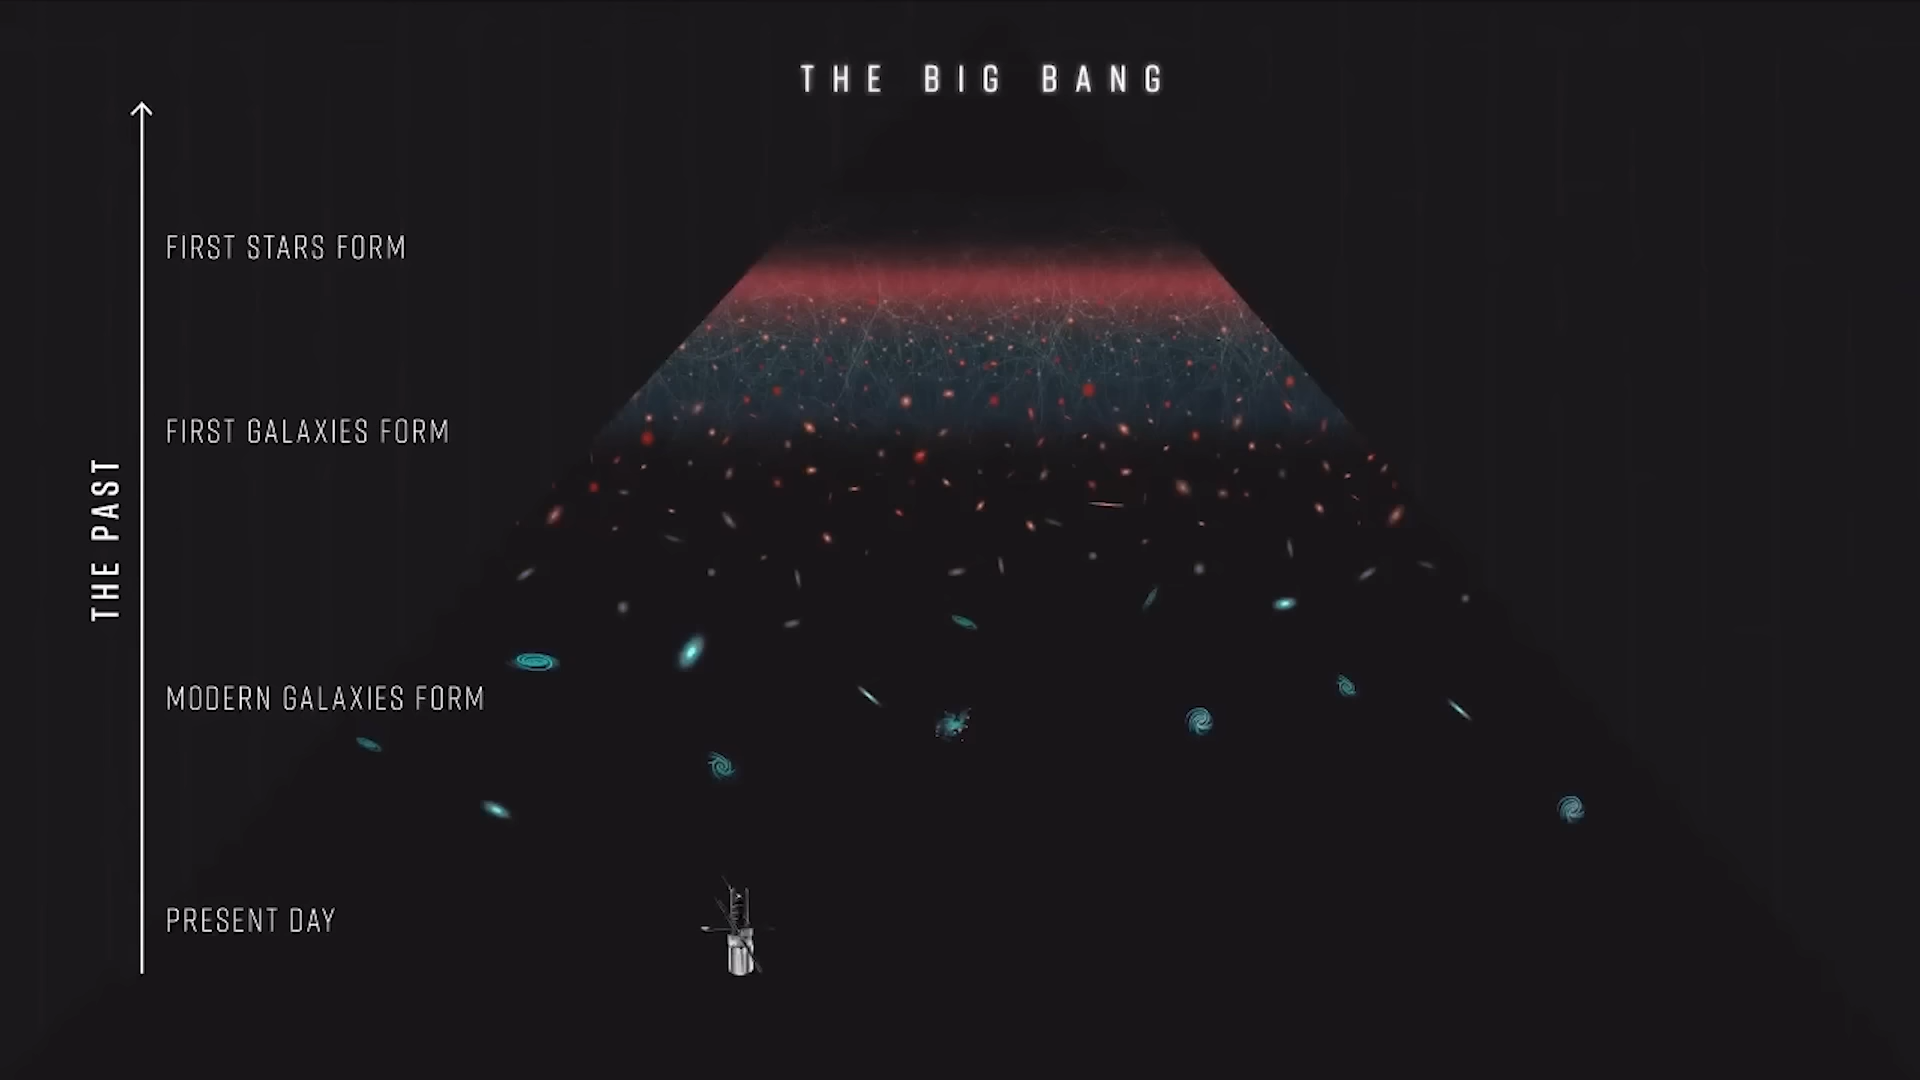 THE BIG BANG
FIRST STARS FORM
FIRST GALAXIES FORM
THE PAST
MODERN GALAXIES FORM
PRESENT DAY